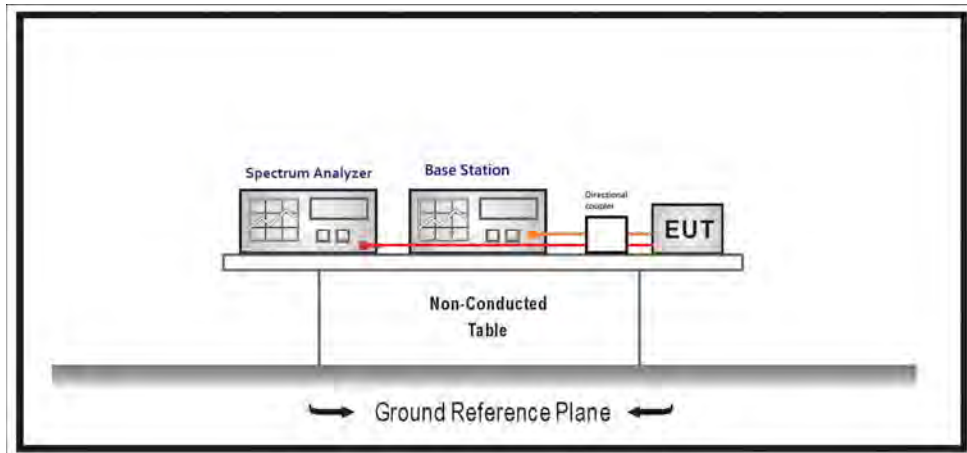 Spectrum Analyzer
Base Station
Directional
coupler
EUT
Non-Conducted
Table
Ground Reference Plane